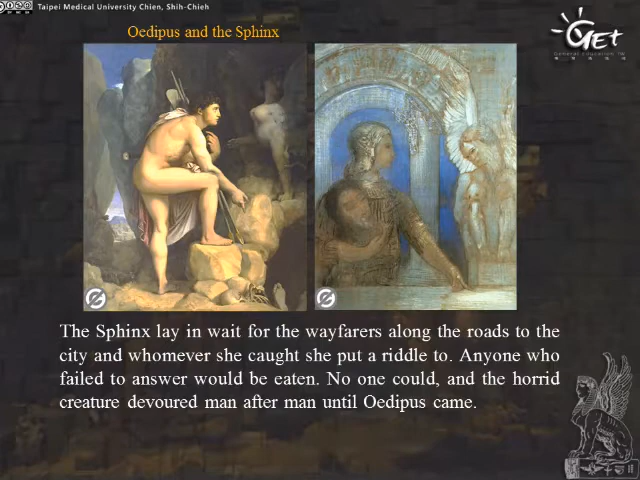 Taipei Medical University Chien, Shih-Chieh
Oedipus and the Sphinx
GET
The Sphinx lay in wait for the wayfarers along the roads to the
city and whomever she caught she put a riddle to. Anyone who
failed to answer would be eaten. No one could, and the horrid
creature devoured man after man until Oedipus came.